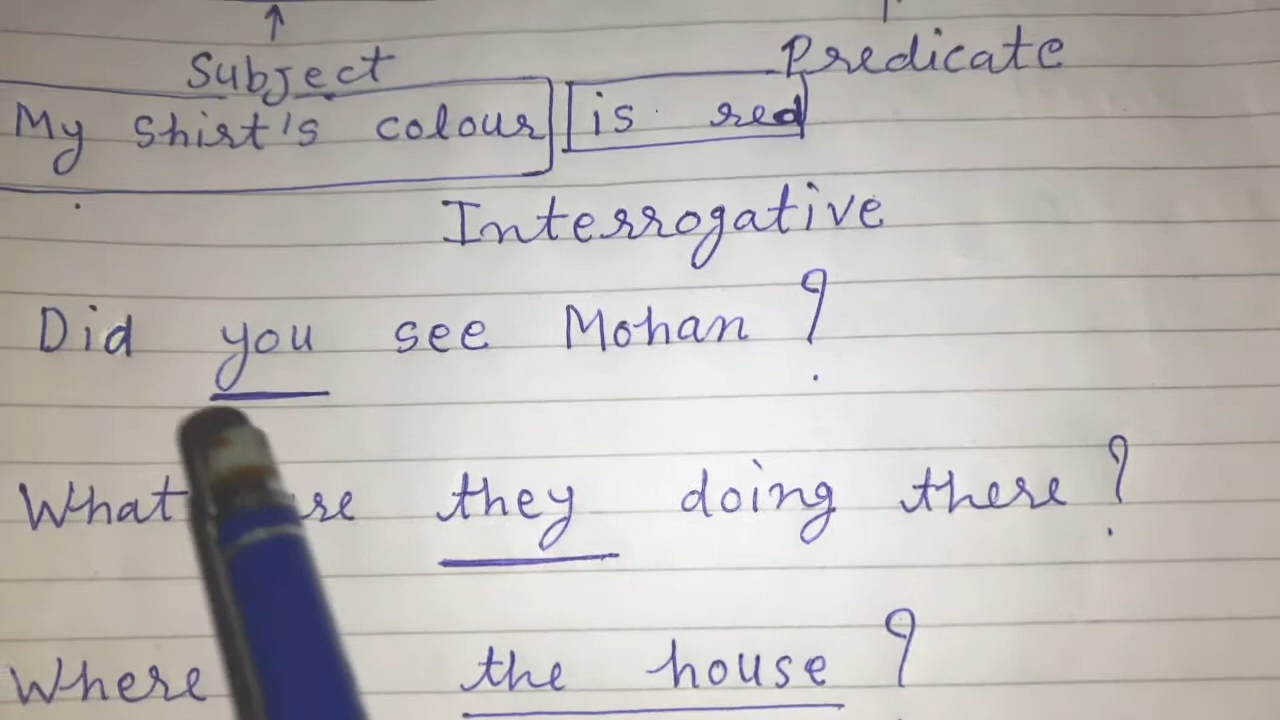 Subject Predicate
My shirt's colour is red
Interrogative
Did you see Mohan ?
What they doing there ?
Where the house ?